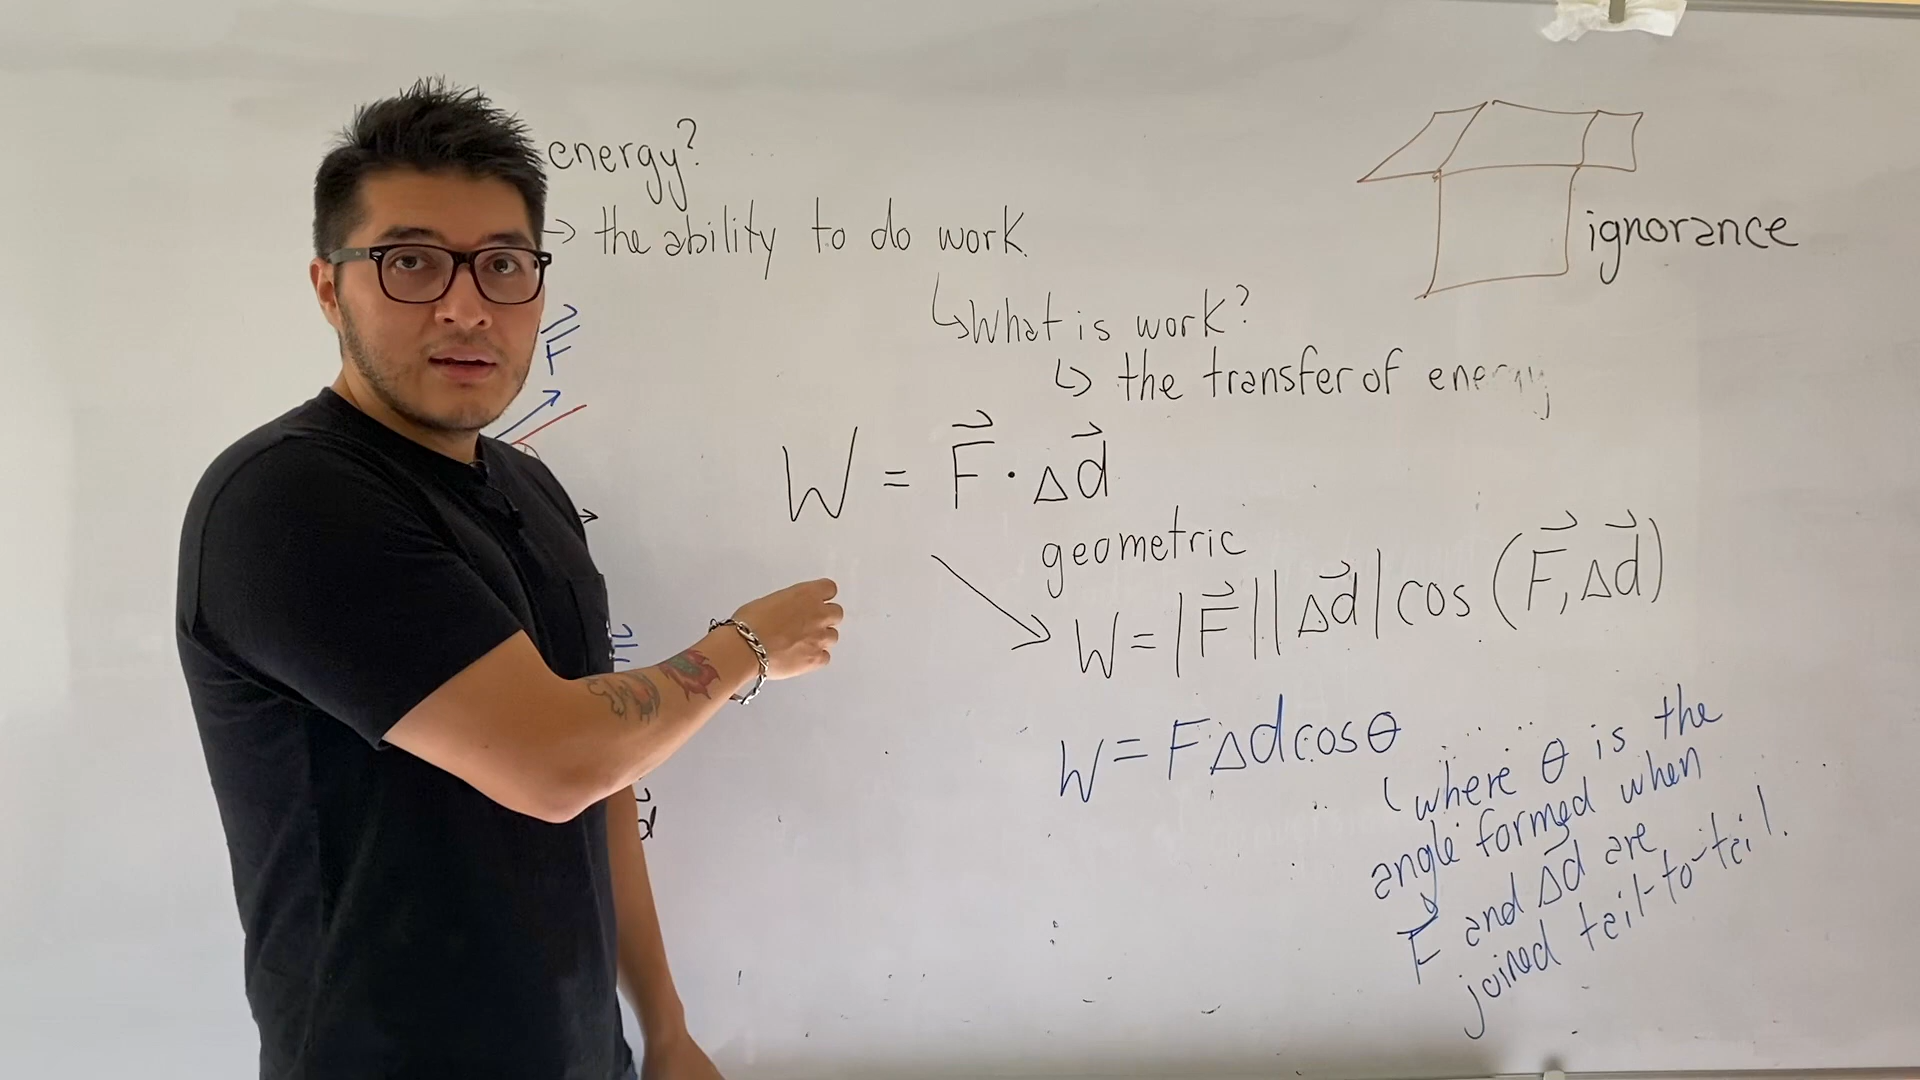 energy?
→ the ability to do work
ignorance
↳ What is work?
↳ the transfer of energy
F⃗
W = F⃗ · Δd⃗
geometric
W = |F⃗| |Δd⃗| cos (F⃗, Δd⃗)
W = FΔd cos θ
where θ is the
angle formed when
F⃗ and Δd⃗ are
joined tail-to-tail.